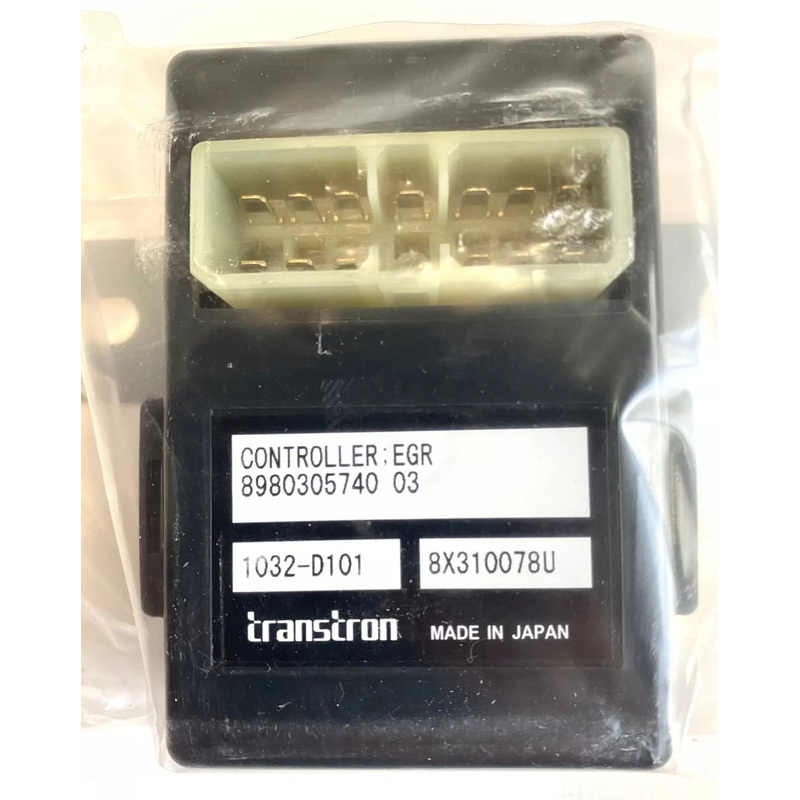 CONTROLLER;EGR
8980305740 03
1032-D101 8X310078U
transtron MADE IN JAPAN